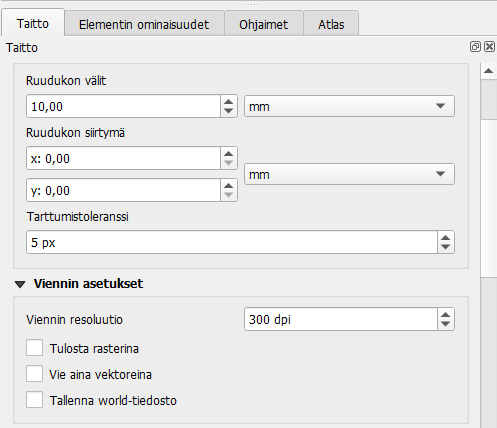 Taitto Elementin ominaisuudet Ohjaimet Atlas
Taitto
Ruudukon välit
10,00 mm
Ruudukon siirtymä
x: 0,00
mm
y: 0,00
Tarttumistoleranssi
5 px
Viennin asetukset
Viennin resoluutio 300 dpi
Tulosta rasterina
Vie aina vektoreina
Tallenna world-tiedosto